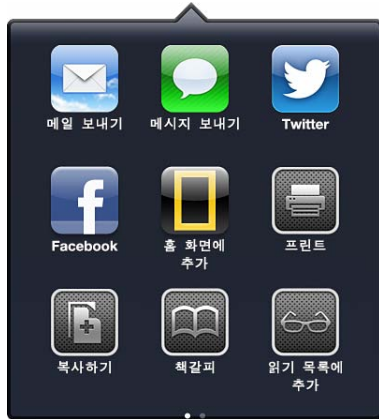 메일 보내기
메시지 보내기
Twitter
Facebook
홈 화면에
추가
프린트
복사하기
책갈피
읽기 목록에
추가